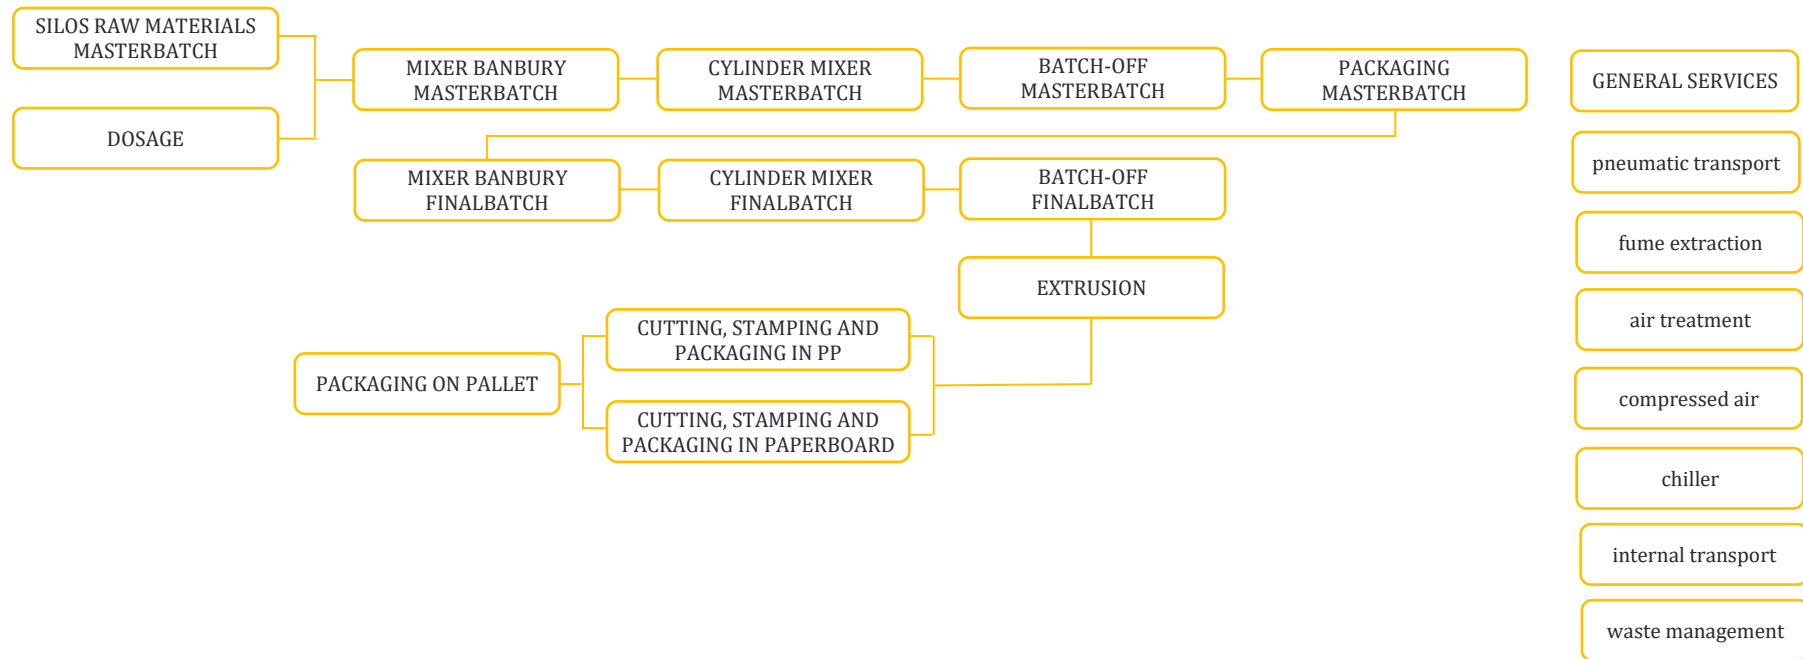 SILOS RAW MATERIALS
MASTERBATCH
DOSAGE
MIXER BANBURY
MASTERBATCH
CYLINDER MIXER
MASTERBATCH
BATCH-OFF
MASTERBATCH
PACKAGING
MASTERBATCH
MIXER BANBURY
FINALBATCH
CYLINDER MIXER
FINALBATCH
BATCH-OFF
FINALBATCH
EXTRUSION
CUTTING, STAMPING AND
PACKAGING IN PP
CUTTING, STAMPING AND
PACKAGING IN PAPERBOARD
PACKAGING ON PALLET
GENERAL SERVICES
pneumatic transport
fume extraction
air treatment
compressed air
chiller
internal transport
waste management